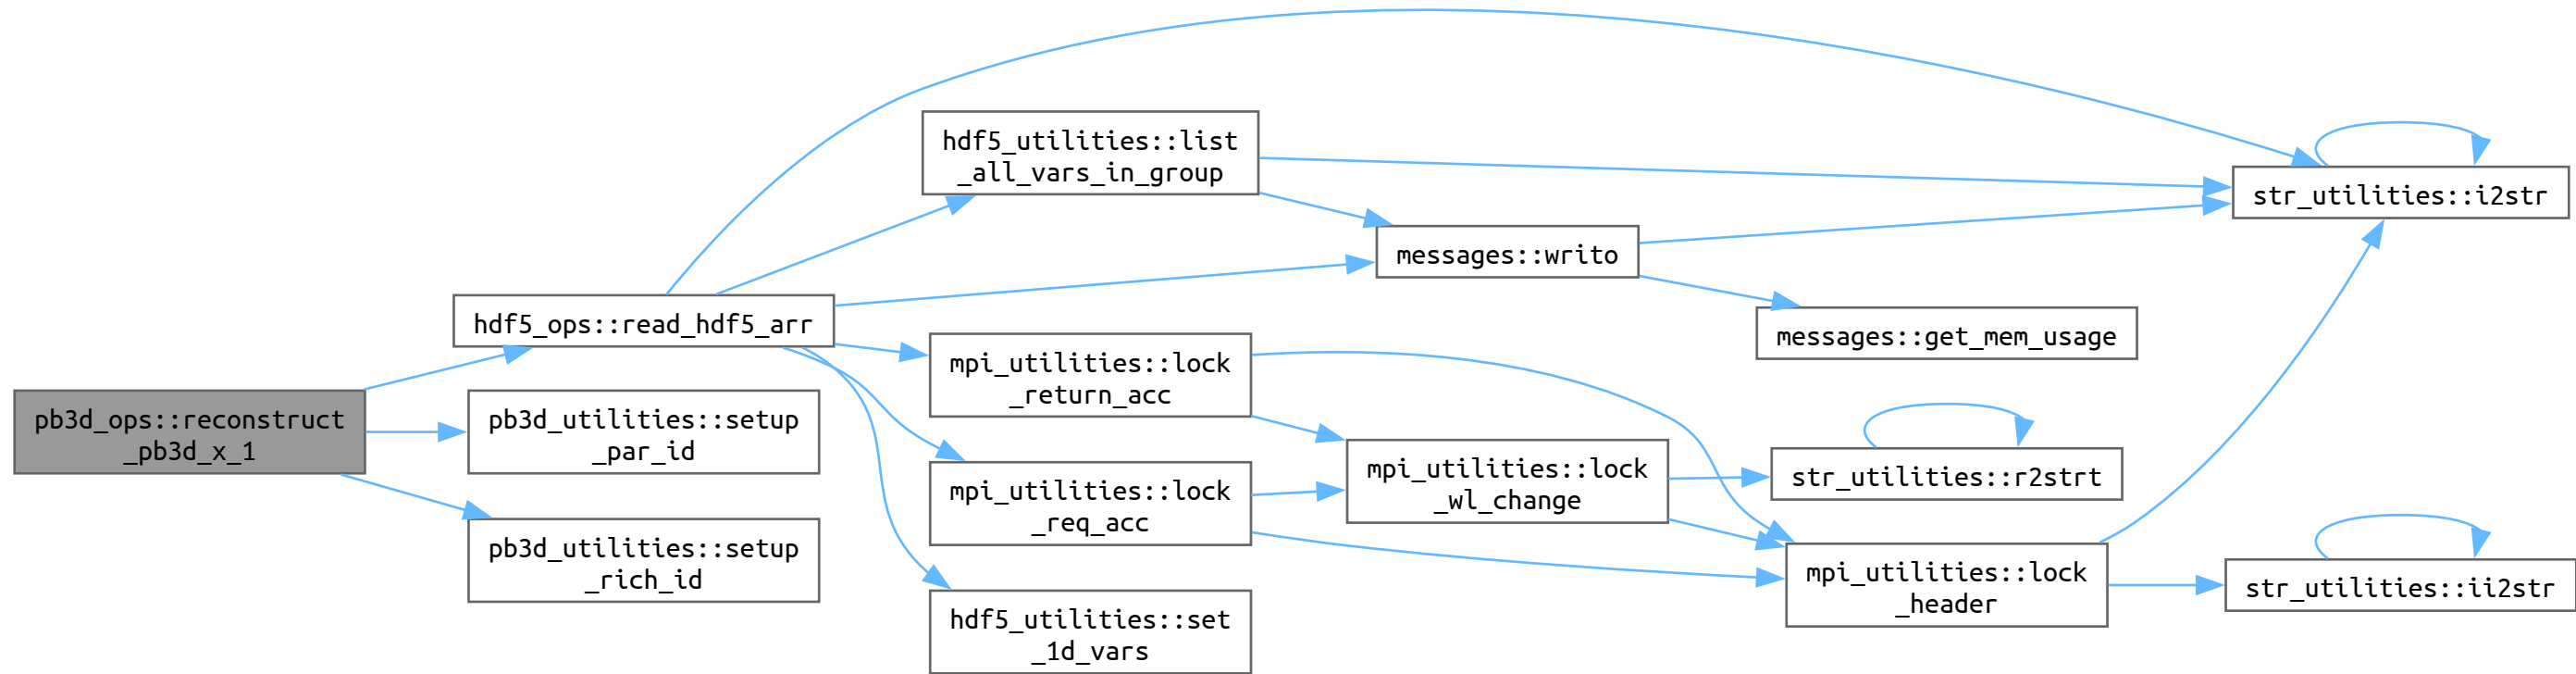 pb3d_ops::reconstruct
_pb3d_x_1
hdf5_ops::read_hdf5_arr
pb3d_utilities::setup
_par_id
pb3d_utilities::setup
_rich_id
hdf5_utilities::list
_all_vars_in_group
mpi_utilities::lock
_return_acc
mpi_utilities::lock
_req_acc
hdf5_utilities::set
_1d_vars
messages::writo
mpi_utilities::lock
_wl_change
messages::get_mem_usage
str_utilities::r2strt
mpi_utilities::lock
_header
str_utilities::i2str
str_utilities::ii2str